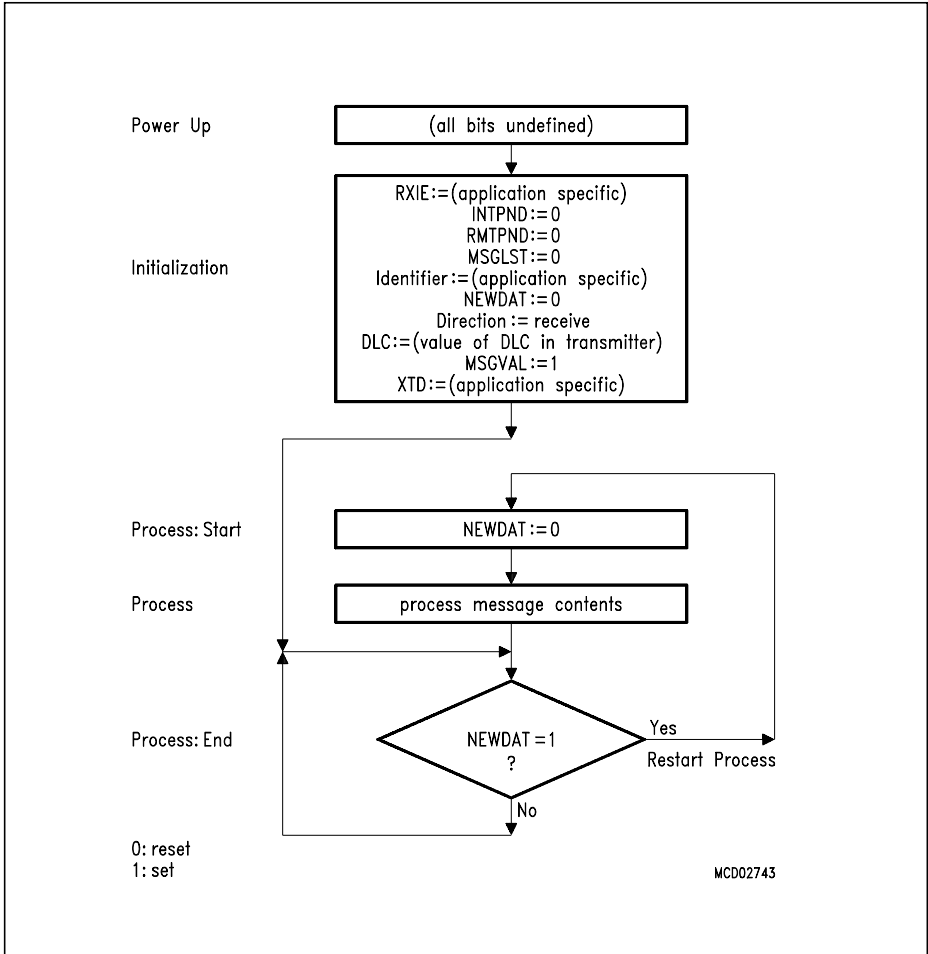 Power Up
(all bits undefined)
Initialization
RXIE:=(application specific)
INTPND:=0
RMTPND:=0
MSGLST:=0
Identifier:=(application specific)
NEWDAT:=0
Direction:= receive
DLC:=(value of DLC in transmitter)
MSGVAL:=1
XTD:=(application specific)
Process: Start
NEWDAT:=0
Process
process message contents
Process: End
NEWDAT=1
?
Yes
Restart Process
No
0: reset
1: set
MCD02743